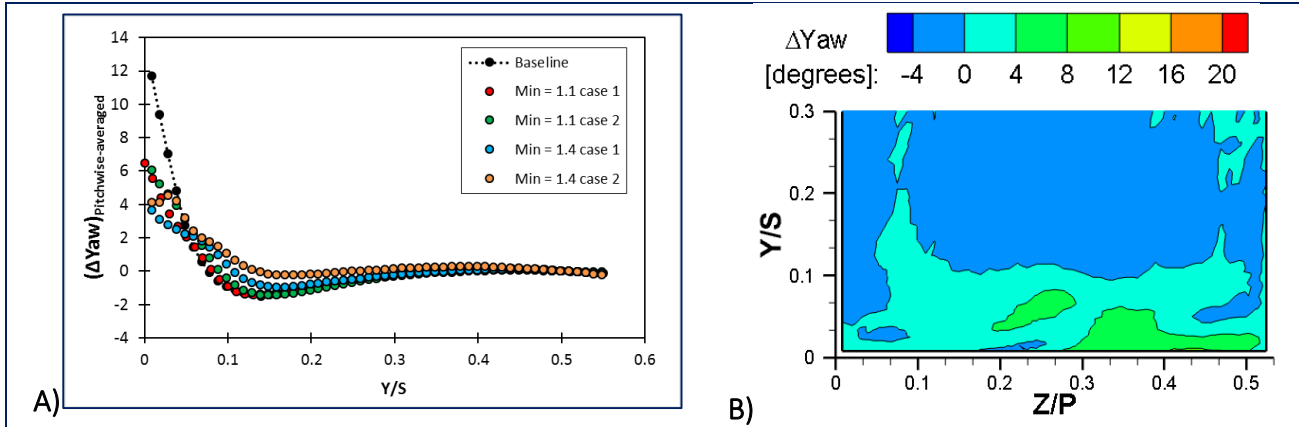 14
12
10
8
6
4
2
0
-2
-4
(ΔYaw)Pitchwise-averaged
Baseline
Min = 1.1 case 1
Min = 1.1 case 2
Min = 1.4 case 1
Min = 1.4 case 2
0 0.1 0.2 0.3 0.4 0.5 0.6
Y/S
A)
ΔYaw
[degrees]: -4 0 4 8 12 16 20
0.3
0.2
0.1
0
Y/S
0 0.1 0.2 0.3 0.4 0.5
Z/P
B)